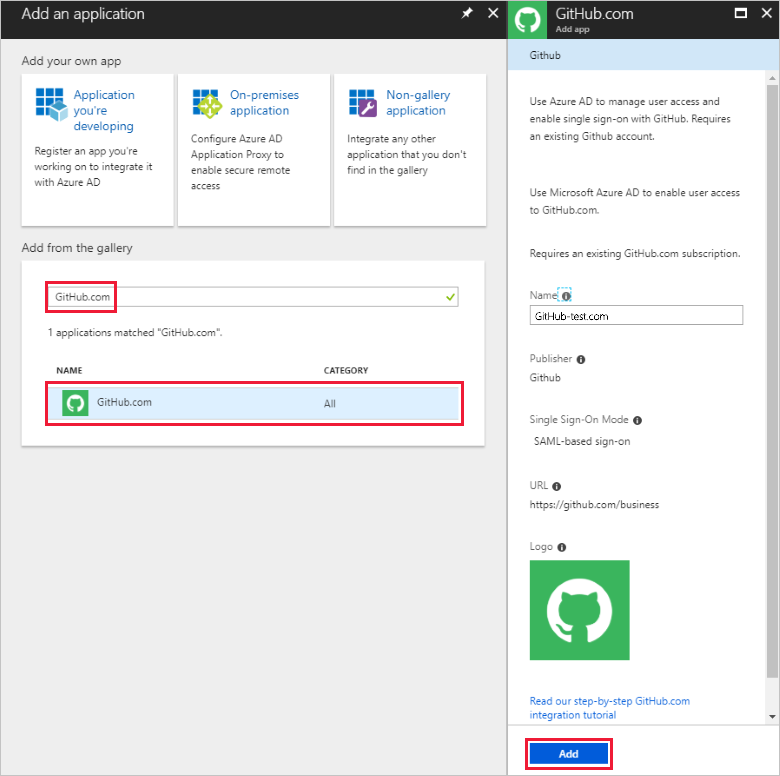 Add an application
Add your own app
Application
you're
developing
Register an app you're
working on to integrate it
with Azure AD
On-premises
application
Configure Azure AD
Application Proxy to
enable secure remote
access
Non-gallery
application
Integrate any other
application that you don't
find in the gallery
Add from the gallery
GitHub.com
1 applications matched "GitHub.com".
NAME CATEGORY
GitHub.com All
GitHub.com
Add app
Github
Use Azure AD to manage user access and
enable single sign-on with GitHub. Requires
an existing Github account.
Use Microsoft Azure AD to enable user access
to GitHub.com.
Requires an existing GitHub.com subscription.
Name
GitHub-test.com
Publisher
Github
Single Sign-On Mode
SAML-based sign-on
URL
https://github.com/business
Logo
Read our step-by-step GitHub.com
integration tutorial
Add